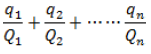 q₁/Q₁ + q₂/Q₂ + ⋯⋯ qₙ/Qₙ